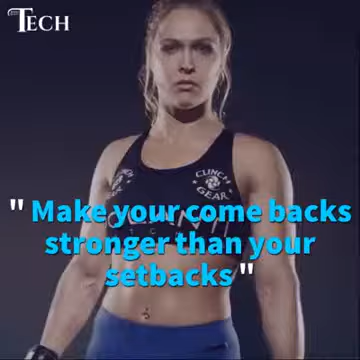 TECH
CLINCH
GEAR
" Make your come backs
stronger than your
setbacks "